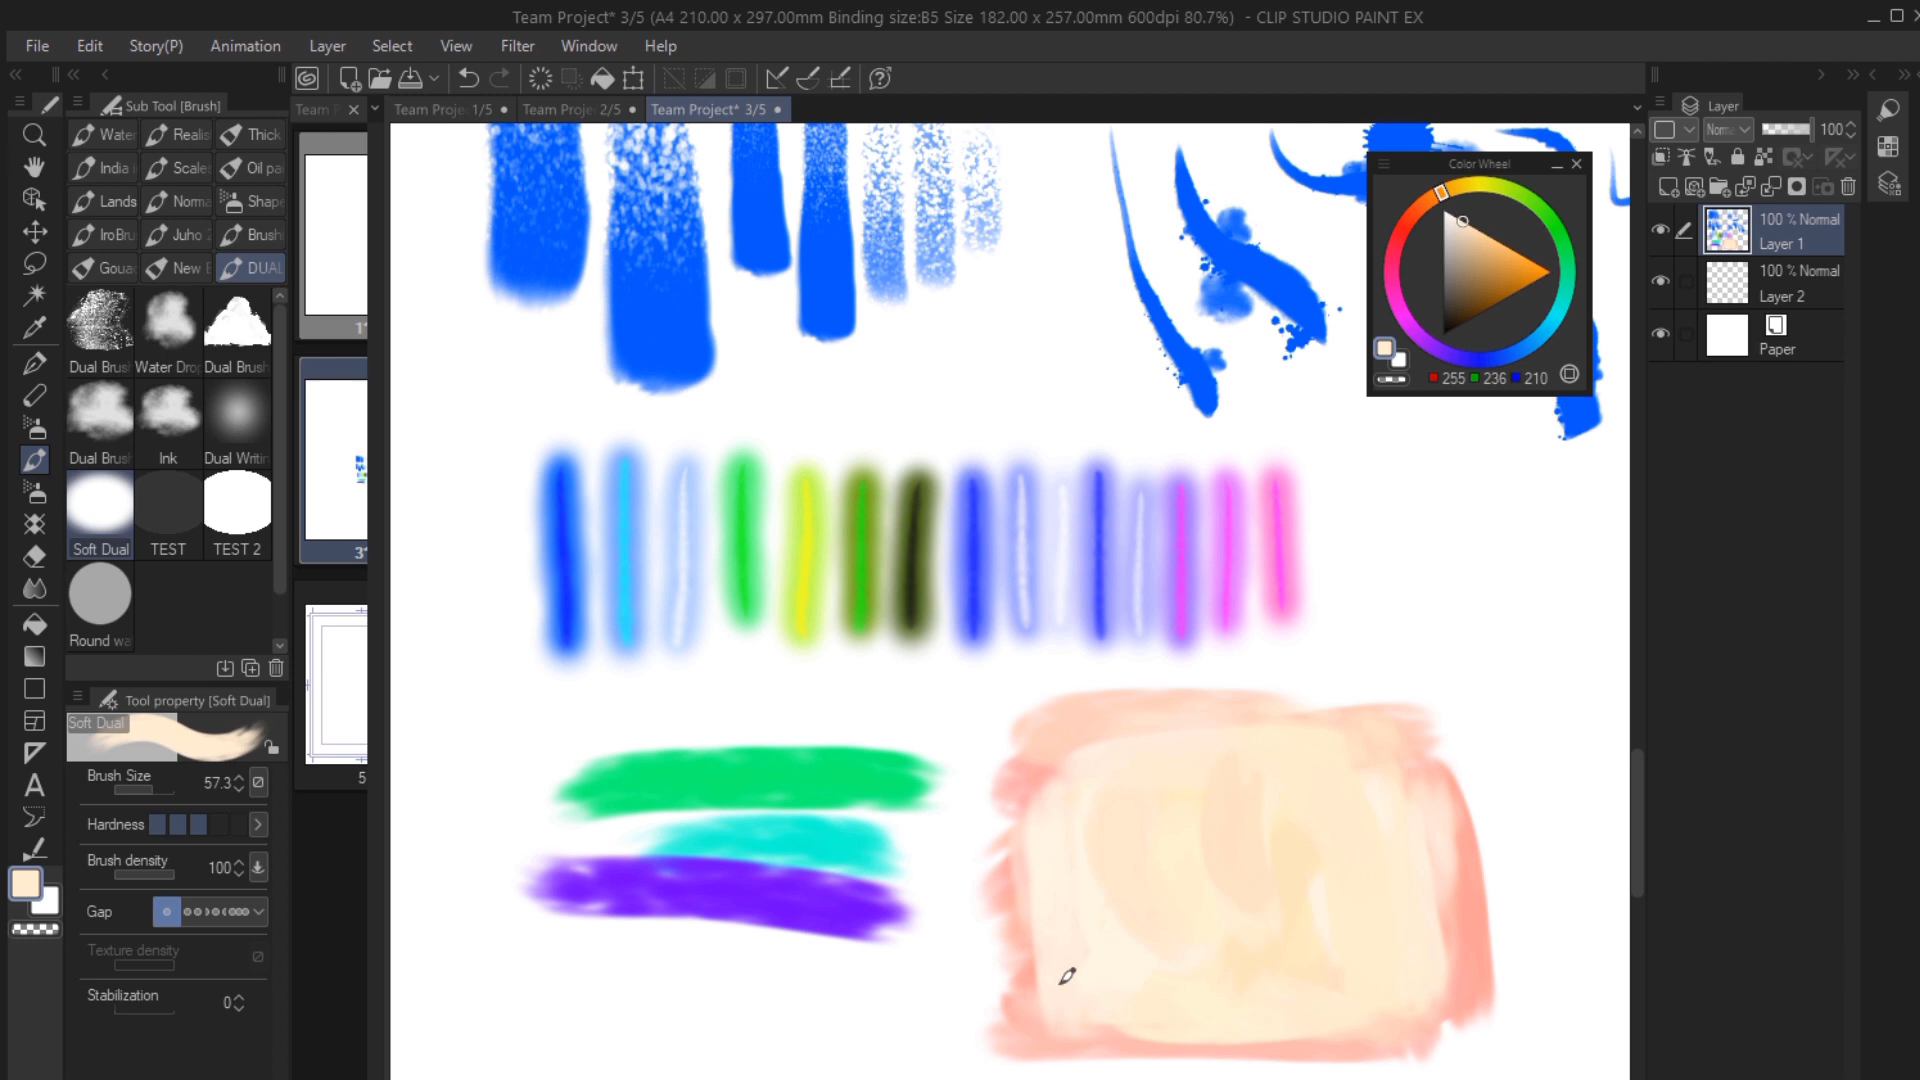 Team Project* 3/5 (A4 210.00 x 297.00mm Binding size:B5 Size 182.00 x 257.00mm 600dpi 80.7%) - CLIP STUDIO PAINT EX
File Edit Story(P) Animation Layer Select View Filter Window Help
Sub Tool [Brush]
Team P
Team Proje 1/5
Team Proje 2/5
Team Project* 3/5
Layer
Water Realis Thick
India Scale Oil pa
Lands Norma Shape
IroBru Juho Brush
Goua New DUAL
Dual Brus Water Dro Dual Brush
Dual Brush Ink Dual Writin
Soft Dual TEST TEST 2
Round wa
Tool property [Soft Dual]
Soft Dual
Brush Size 57.3
Hardness
Brush density 100
Gap
Texture density
Stabilization 0
5
Color Wheel
255 236 210
Norm 100
100 % Normal
Layer 1
100 % Normal
Layer 2
Paper